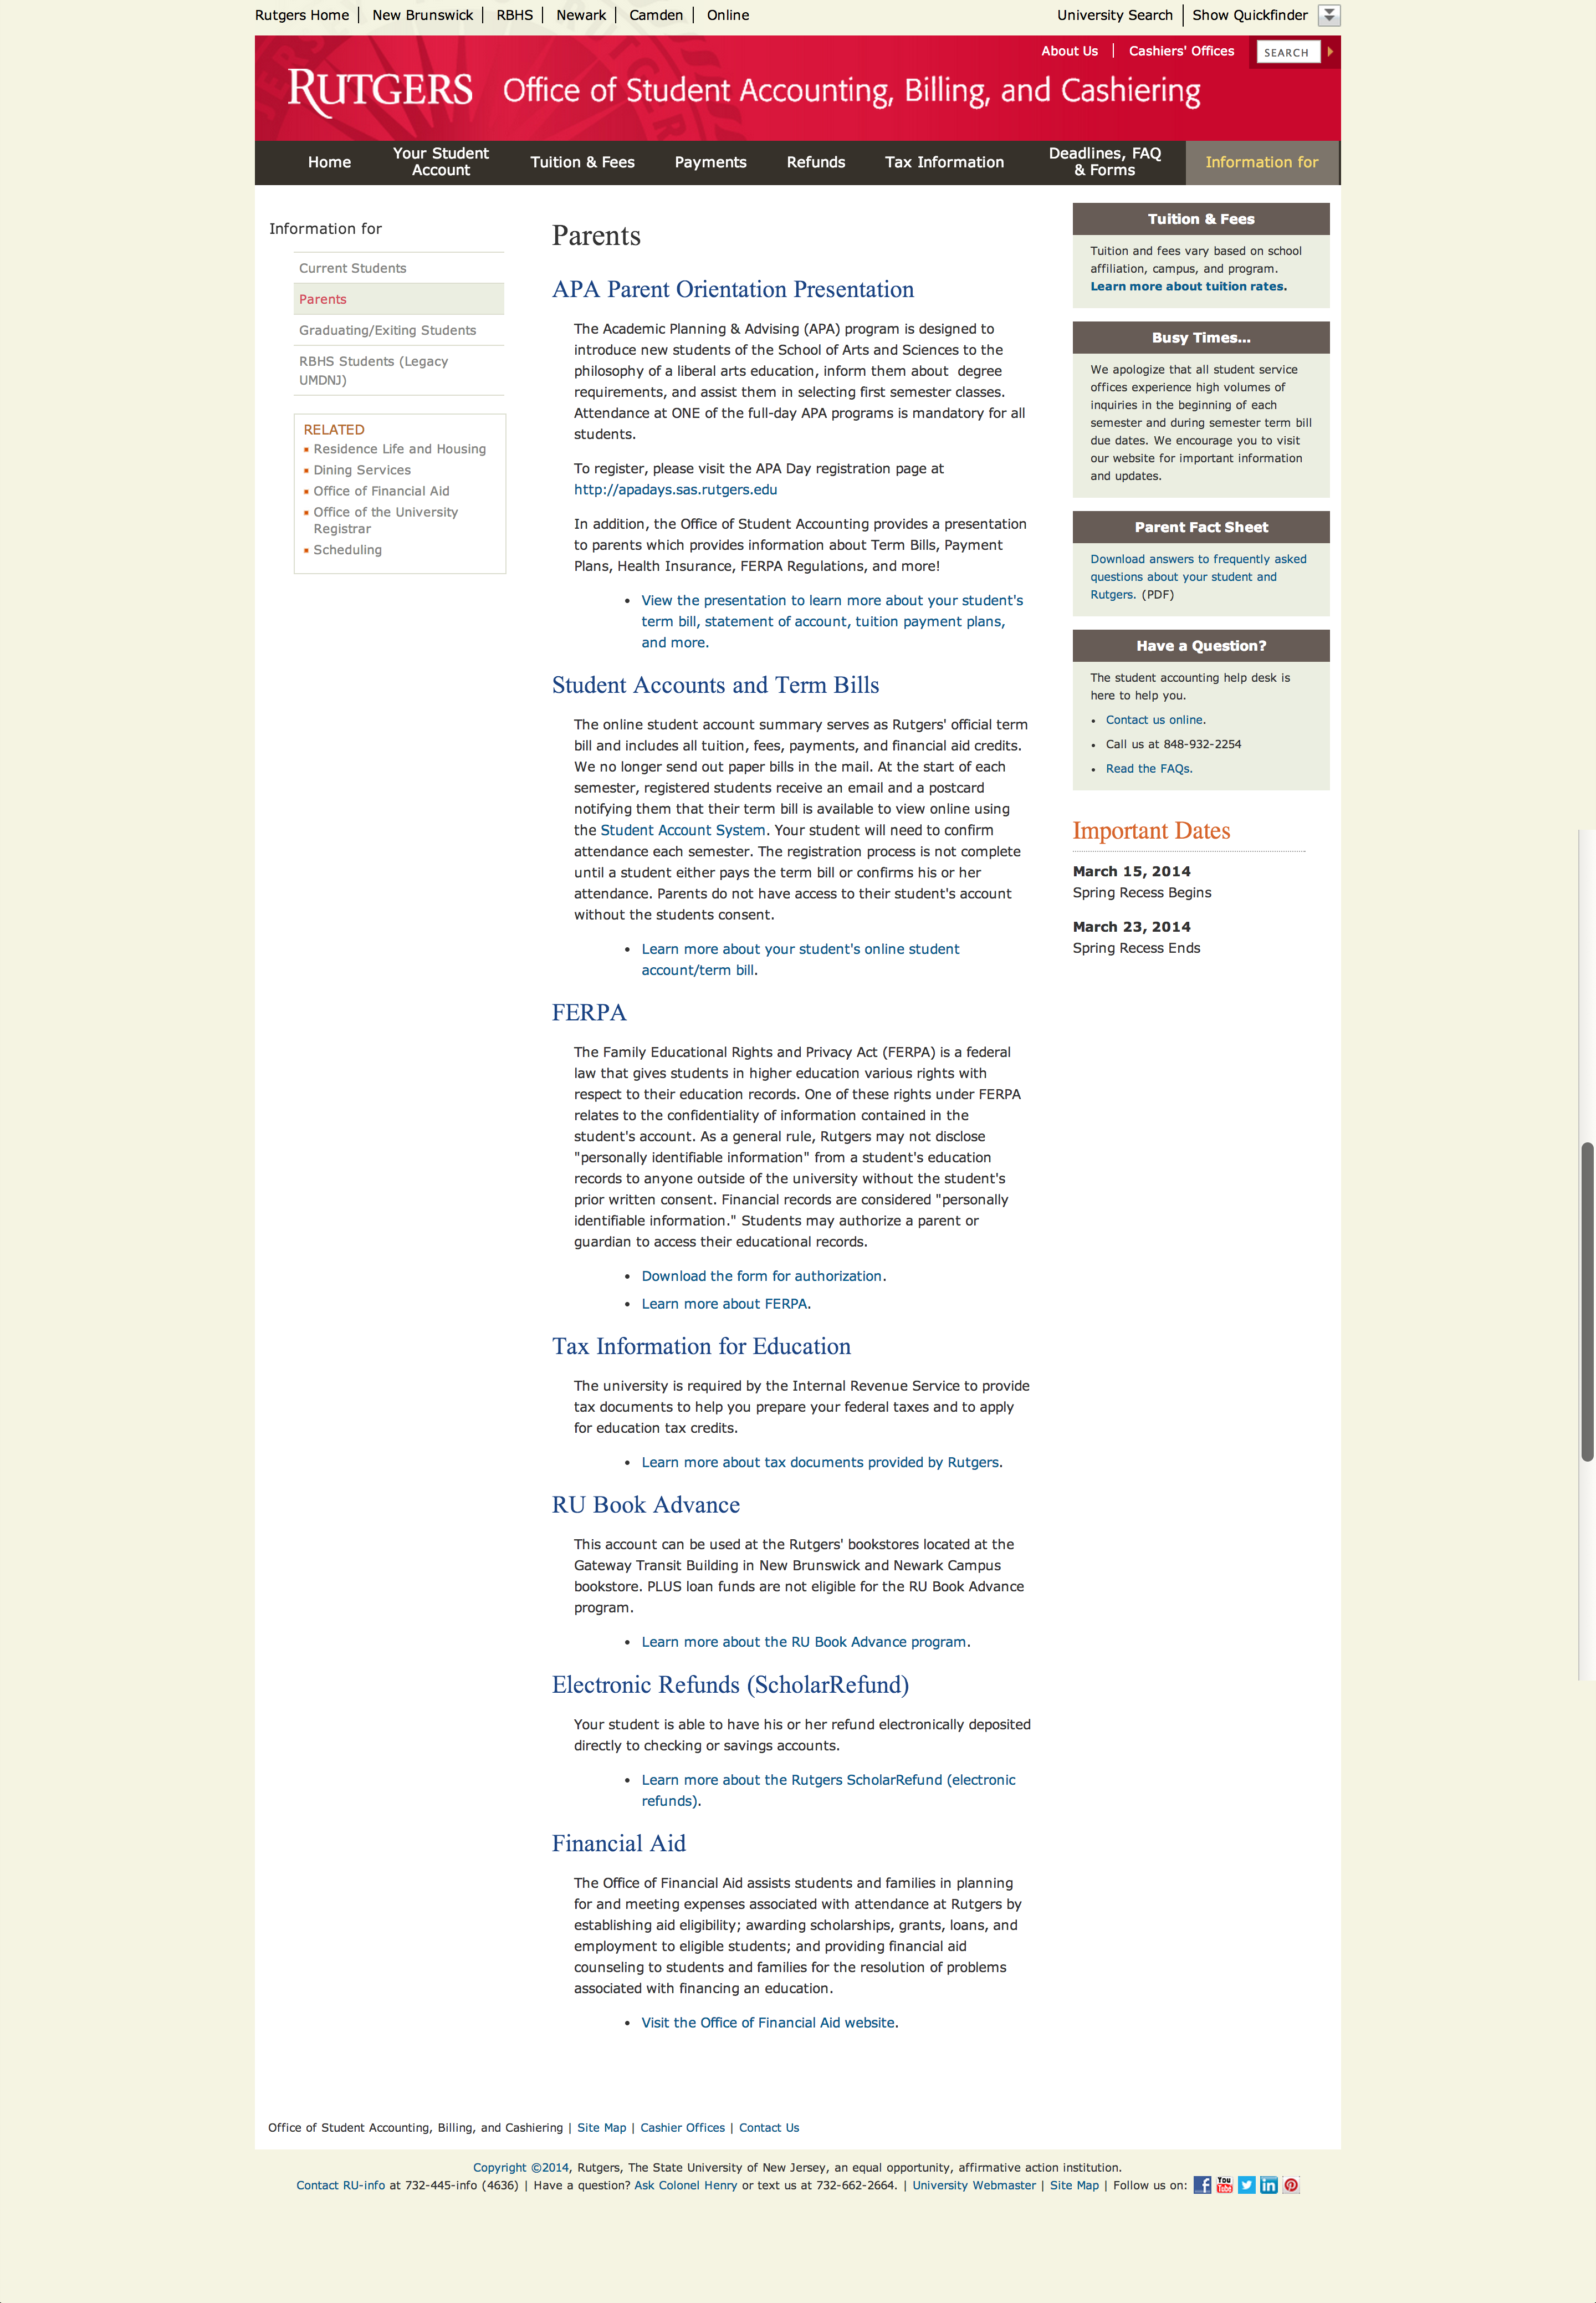 Rutgers Home | New Brunswick | RBHS | Newark | Camden | Online
University Search | Show Quickfinder
About Us | Cashiers' Offices
SEARCH
RUTGERS Office of Student Accounting, Billing, and Cashiering
Home
Your Student
Account
Tuition & Fees
Payments
Refunds
Tax Information
Deadlines, FAQ
& Forms
Information for
Information for
Current Students
Parents
Graduating/Exiting Students
RBHS Students (Legacy
UMDNJ)
RELATED
Residence Life and Housing
Dining Services
Office of Financial Aid
Office of the University
Registrar
Scheduling
Parents
APA Parent Orientation Presentation
The Academic Planning & Advising (APA) program is designed to
introduce new students of the School of Arts and Sciences to the
philosophy of a liberal arts education, inform them about  degree
requirements, and assist them in selecting first semester classes.
Attendance at ONE of the full-day APA programs is mandatory for all
students.
To register, please visit the APA Day registration page at
http://apadays.sas.rutgers.edu
In addition, the Office of Student Accounting provides a presentation
to parents which provides information about Term Bills, Payment
Plans, Health Insurance, FERPA Regulations, and more!
• View the presentation to learn more about your student's
term bill, statement of account, tuition payment plans,
and more.
Student Accounts and Term Bills
The online student account summary serves as Rutgers' official term
bill and includes all tuition, fees, payments, and financial aid credits.
We no longer send out paper bills in the mail. At the start of each
semester, registered students receive an email and a postcard
notifying them that their term bill is available to view online using
the Student Account System. Your student will need to confirm
attendance each semester. The registration process is not complete
until a student either pays the term bill or confirms his or her
attendance. Parents do not have access to their student's account
without the students consent.
• Learn more about your student's online student
account/term bill.
FERPA
The Family Educational Rights and Privacy Act (FERPA) is a federal
law that gives students in higher education various rights with
respect to their education records. One of these rights under FERPA
relates to the confidentiality of information contained in the
student's account. As a general rule, Rutgers may not disclose
"personally identifiable information" from a student's education
records to anyone outside of the university without the student's
prior written consent. Financial records are considered "personally
identifiable information." Students may authorize a parent or
guardian to access their educational records.
• Download the form for authorization.
• Learn more about FERPA.
Tax Information for Education
The university is required by the Internal Revenue Service to provide
tax documents to help you prepare your federal taxes and to apply
for education tax credits.
• Learn more about tax documents provided by Rutgers.
RU Book Advance
This account can be used at the Rutgers' bookstores located at the
Gateway Transit Building in New Brunswick and Newark Campus
bookstore. PLUS loan funds are not eligible for the RU Book Advance
program.
• Learn more about the RU Book Advance program.
Electronic Refunds (ScholarRefund)
Your student is able to have his or her refund electronically deposited
directly to checking or savings accounts.
• Learn more about the Rutgers ScholarRefund (electronic
refunds).
Financial Aid
The Office of Financial Aid assists students and families in planning
for and meeting expenses associated with attendance at Rutgers by
establishing aid eligibility; awarding scholarships, grants, loans, and
employment to eligible students; and providing financial aid
counseling to students and families for the resolution of problems
associated with financing an education.
• Visit the Office of Financial Aid website.
Tuition & Fees
Tuition and fees vary based on school
affiliation, campus, and program.
Learn more about tuition rates.
Busy Times...
We apologize that all student service
offices experience high volumes of
inquiries in the beginning of each
semester and during semester term bill
due dates. We encourage you to visit
our website for important information
and updates.
Parent Fact Sheet
Download answers to frequently asked
questions about your student and
Rutgers. (PDF)
Have a Question?
The student accounting help desk is
here to help you.
• Contact us online.
• Call us at 848-932-2254
• Read the FAQs.
Important Dates
March 15, 2014
Spring Recess Begins
March 23, 2014
Spring Recess Ends
Office of Student Accounting, Billing, and Cashiering | Site Map | Cashier Offices | Contact Us
Copyright ©2014, Rutgers, The State University of New Jersey, an equal opportunity, affirmative action institution.
Contact RU-info at 732-445-info (4636) | Have a question? Ask Colonel Henry or text us at 732-662-2664. | University Webmaster | Site Map | Follow us on: f You Tube in